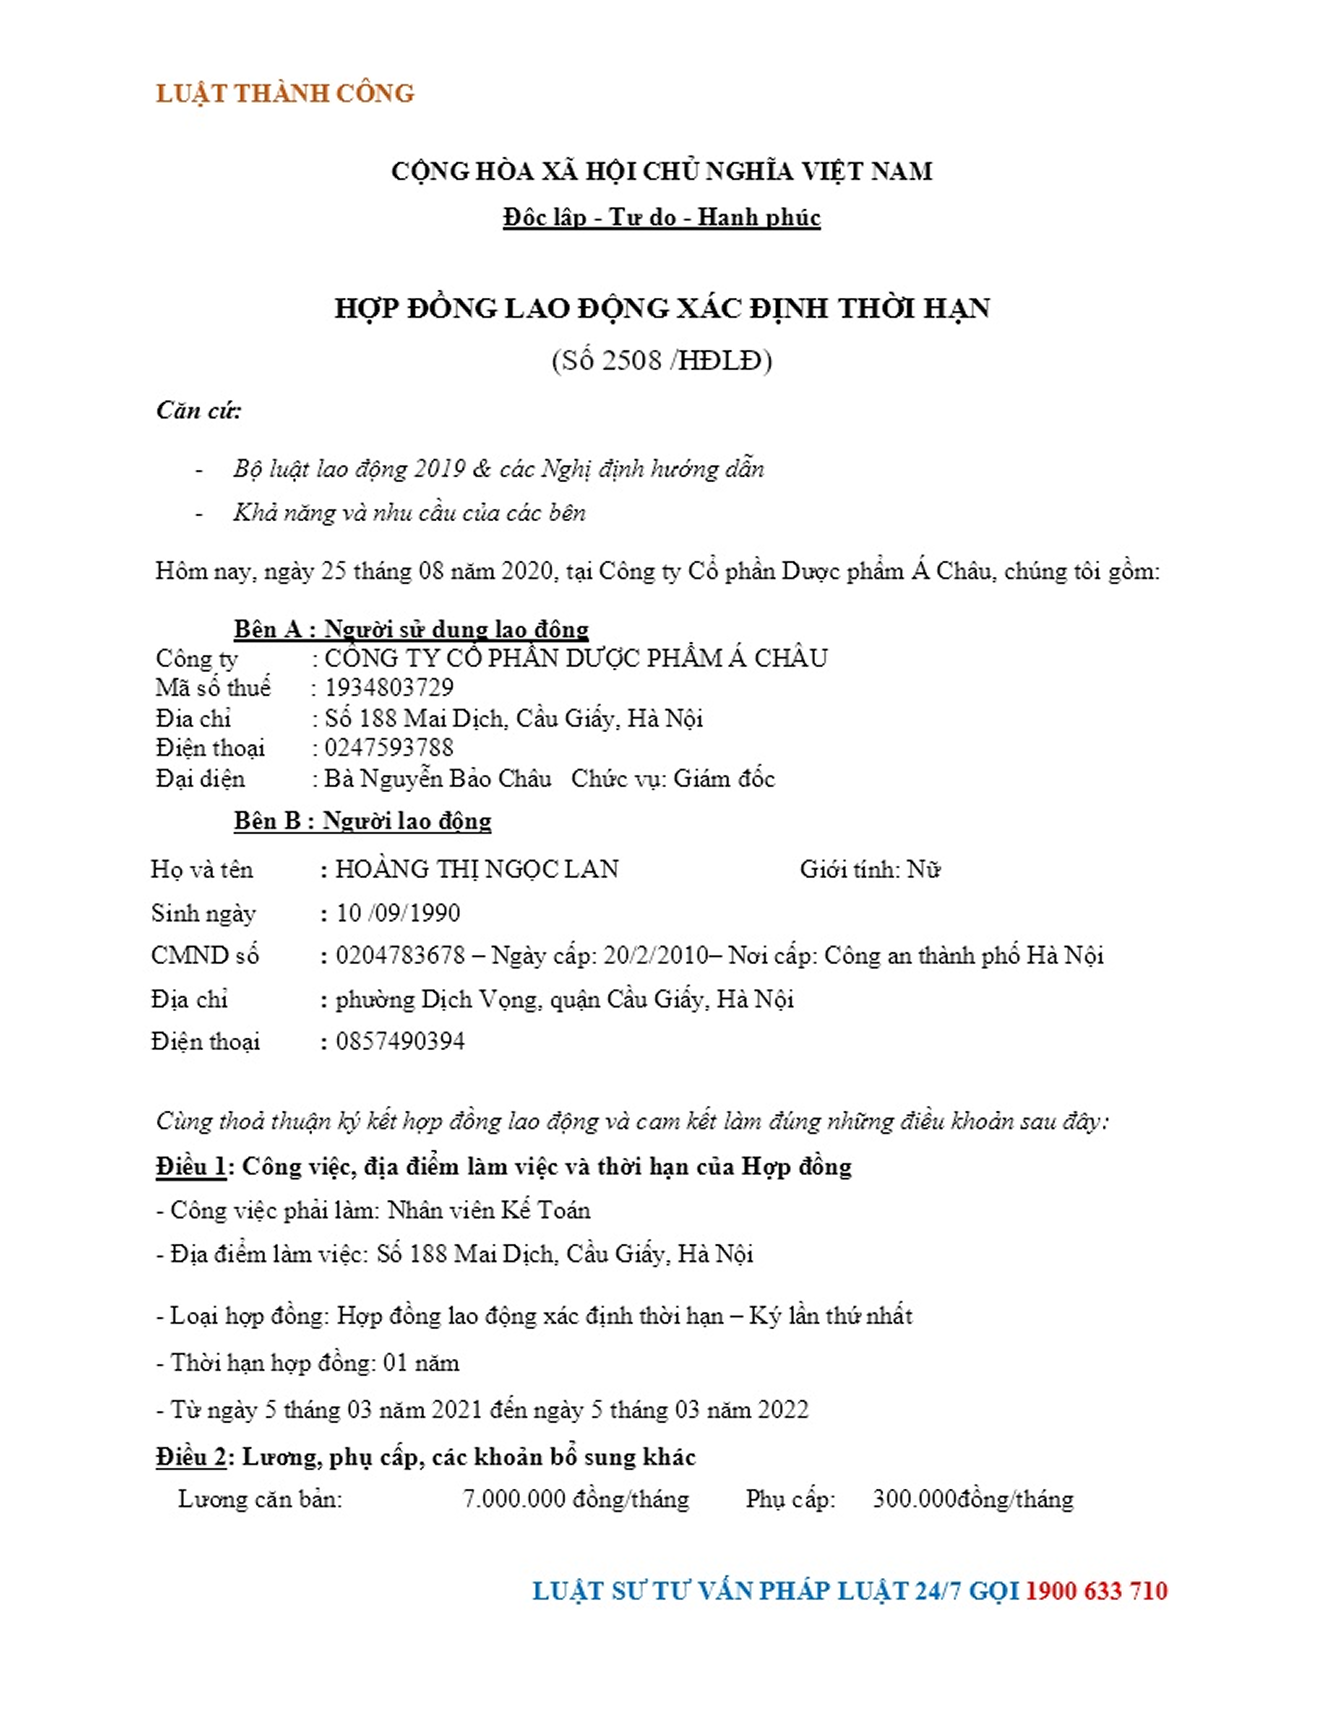 LUẬT THÀNH CÔNG
CỘNG HÒA XÃ HỘI CHỦ NGHĨA VIỆT NAM
Độc lập - Tự do - Hạnh phúc
HỢP ĐỒNG LAO ĐỘNG XÁC ĐỊNH THỜI HẠN
(Số 2508 /HĐLĐ)
Căn cứ:
- Bộ luật lao động 2019 & các Nghị định hướng dẫn
- Khả năng và nhu cầu của các bên
Hôm nay, ngày 25 tháng 08 năm 2020, tại Công ty Cổ phần Dược phẩm Á Châu, chúng tôi gồm:
Bên A : Người sử dụng lao động
Công ty : CÔNG TY CỔ PHẦN DƯỢC PHẨM Á CHÂU
Mã số thuế : 1934803729
Địa chỉ : Số 188 Mai Dịch, Cầu Giấy, Hà Nội
Điện thoại : 0247593788
Đại diện : Bà Nguyễn Bảo Châu Chức vụ: Giám đốc
Bên B : Người lao động
Họ và tên : HOÀNG THỊ NGỌC LAN Giới tính: Nữ
Sinh ngày : 10 /09/1990
CMND số : 0204783678 – Ngày cấp: 20/2/2010– Nơi cấp: Công an thành phố Hà Nội
Địa chỉ : phường Dịch Vọng, quận Cầu Giấy, Hà Nội
Điện thoại : 0857490394
Cùng thoả thuận ký kết hợp đồng lao động và cam kết làm đúng những điều khoản sau đây:
Điều 1: Công việc, địa điểm làm việc và thời hạn của Hợp đồng
- Công việc phải làm: Nhân viên Kế Toán
- Địa điểm làm việc: Số 188 Mai Dịch, Cầu Giấy, Hà Nội
- Loại hợp đồng: Hợp đồng lao động xác định thời hạn – Ký lần thứ nhất
- Thời hạn hợp đồng: 01 năm
- Từ ngày 5 tháng 03 năm 2021 đến ngày 5 tháng 03 năm 2022
Điều 2: Lương, phụ cấp, các khoản bổ sung khác
Lương căn bản: 7.000.000 đồng/tháng Phụ cấp: 300.000đồng/tháng
LUẬT SƯ TƯ VẤN PHÁP LUẬT 24/7 GỌI 1900 633 710